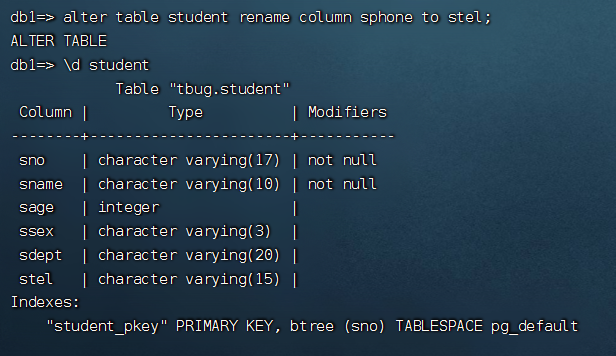 db1=> alter table student rename column sphone to stel;
ALTER TABLE
db1=> \d student
            Table "tbug.student"
 Column |         Type          | Modifiers
--------+-----------------------+-----------
 sno    | character varying(17) | not null
 sname  | character varying(10) | not null
 sage   | integer               |
 ssex   | character varying(3)  |
 sdept  | character varying(20) |
 stel   | character varying(15) |
Indexes:
    "student_pkey" PRIMARY KEY, btree (sno) TABLESPACE pg_default